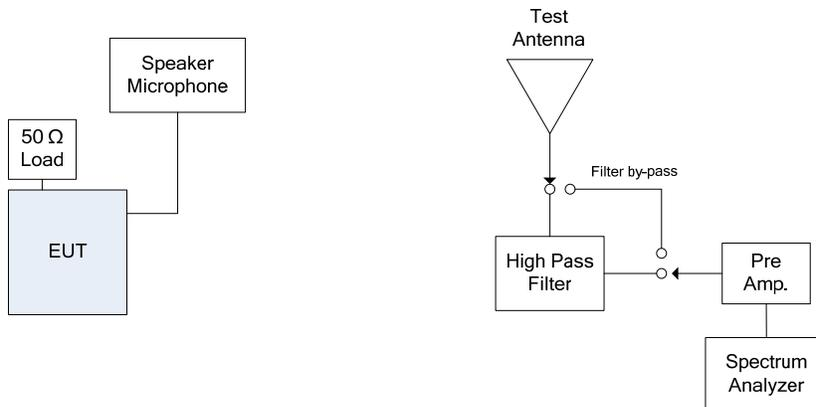 Test
Antenna
Speaker
Microphone
50 Ω
Load
Filter by-pass
EUT
High Pass
Filter
Pre
Amp.
Spectrum
Analyzer